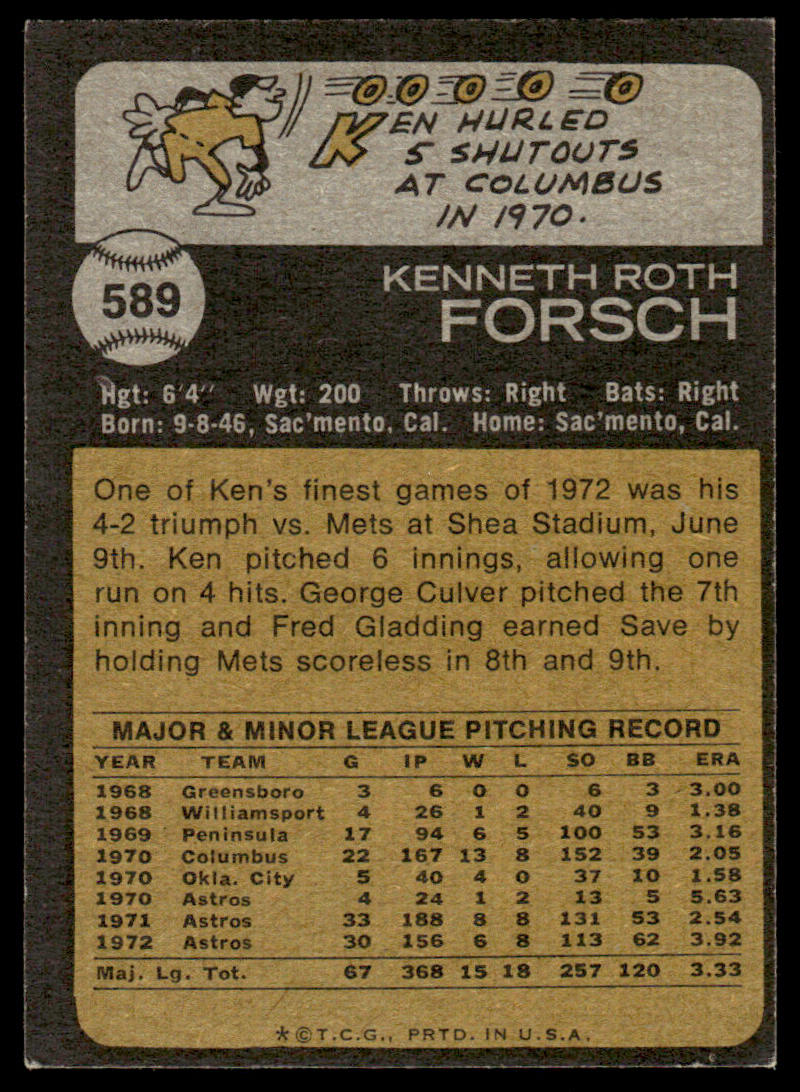 KEN HURLED
5 SHUTOUTS
AT COLUMBUS
IN 1970.
589
KENNETH ROTH
FORSCH
Hgt: 6'4" Wgt: 200 Throws: Right Bats: Right
Born: 9-8-46, Sac'mento, Cal. Home: Sac'mento, Cal.
One of Ken's finest games of 1972 was his
4-2 triumph vs. Mets at Shea Stadium, June
9th. Ken pitched 6 innings, allowing one
run on 4 hits. George Culver pitched the 7th
inning and Fred Gladding earned Save by
holding Mets scoreless in 8th and 9th.
MAJOR & MINOR LEAGUE PITCHING RECORD
YEAR TEAM G IP W L SO BB ERA
1968 Greensboro 3 6 0 0 6 3 3.00
1968 Williamsport 4 26 1 2 40 9 1.38
1969 Peninsula 17 94 6 5 100 53 3.16
1970 Columbus 22 167 13 8 152 39 2.05
1970 Okla. City 5 40 4 0 37 10 1.58
1970 Astros 4 24 1 2 13 5 5.63
1971 Astros 33 188 8 8 131 53 2.54
1972 Astros 30 156 6 8 113 62 3.92
Maj. Lg. Tot. 67 368 15 18 257 120 3.33
*©T.C.G., PRTD. IN U.S.A.